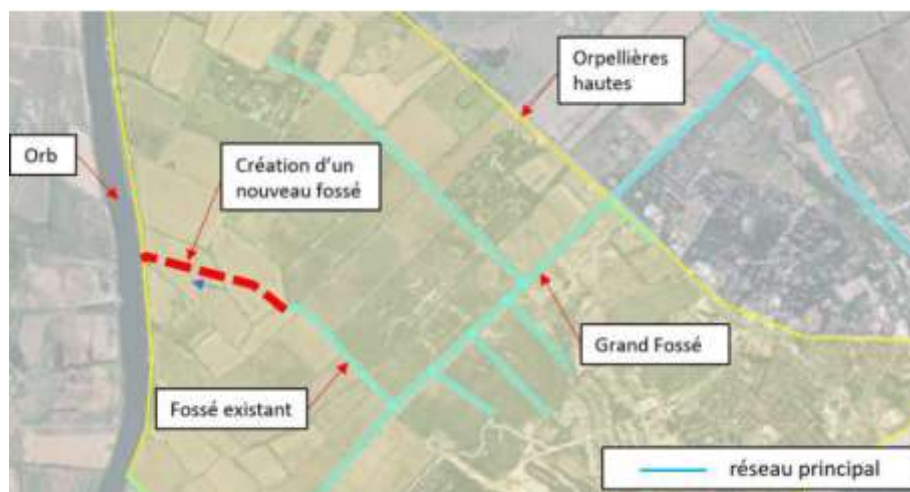 Orpellières
hautes
Orb
Création d'un
nouveau fossé
Grand Fossé
Fossé existant
réseau principal